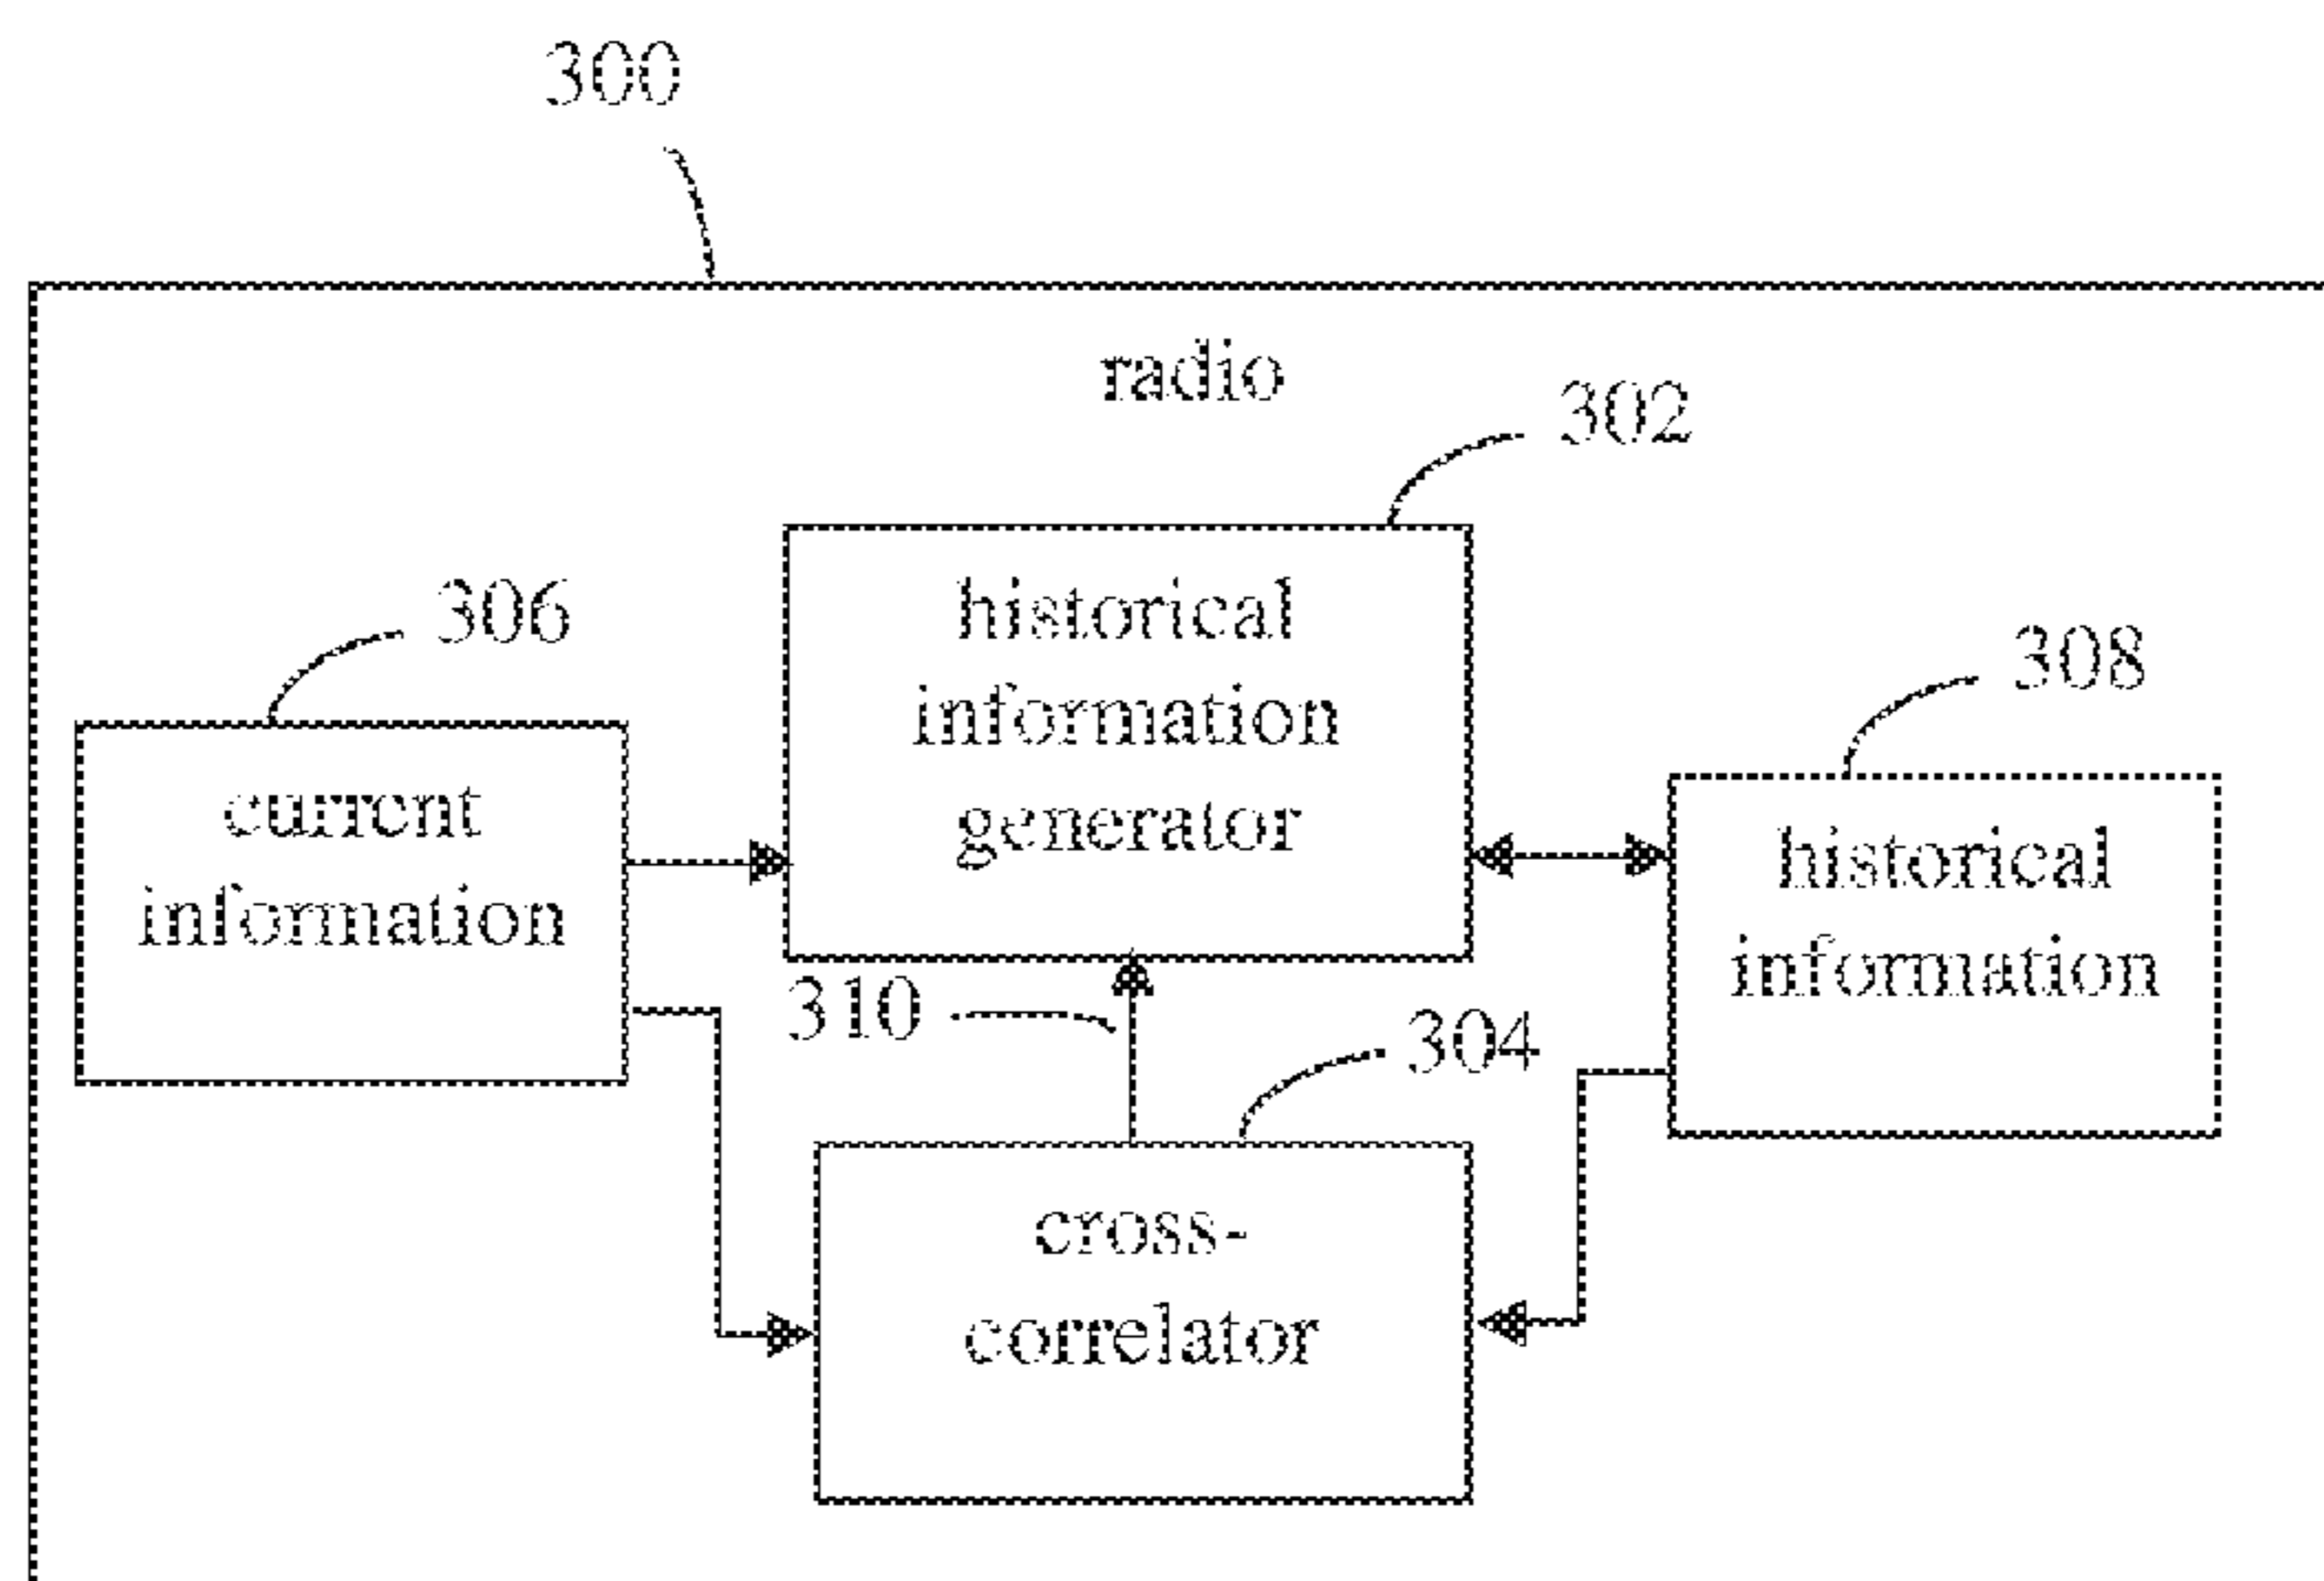 300
radio
302
historical
information
generator
306
current
information
308
historical
information
310
304
cross-
correlator